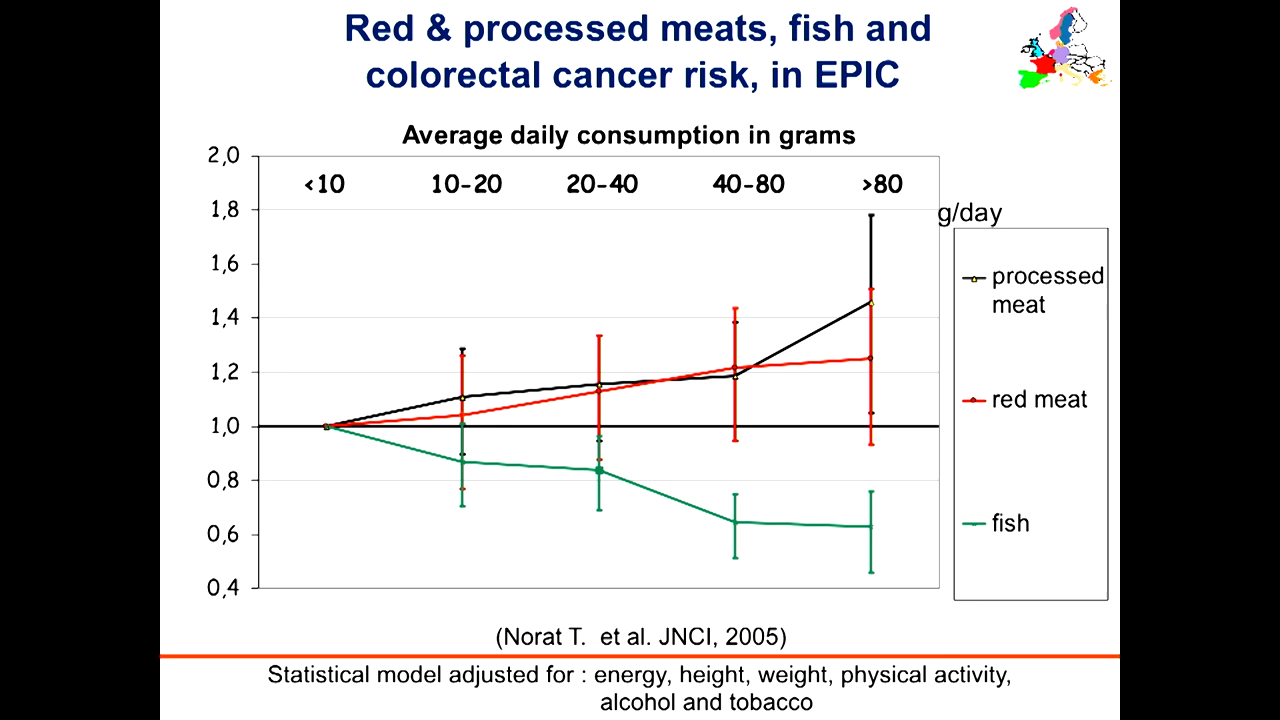 Red & processed meats, fish and
colorectal cancer risk, in EPIC
Average daily consumption in grams
<10 10-20 20-40 40-80 >80
g/day
2,0
1,8
1,6
1,4
1,2
1,0
0,8
0,6
0,4
processed
meat
red meat
fish
(Norat T. et al. JNCI, 2005)
Statistical model adjusted for : energy, height, weight, physical activity,
alcohol and tobacco